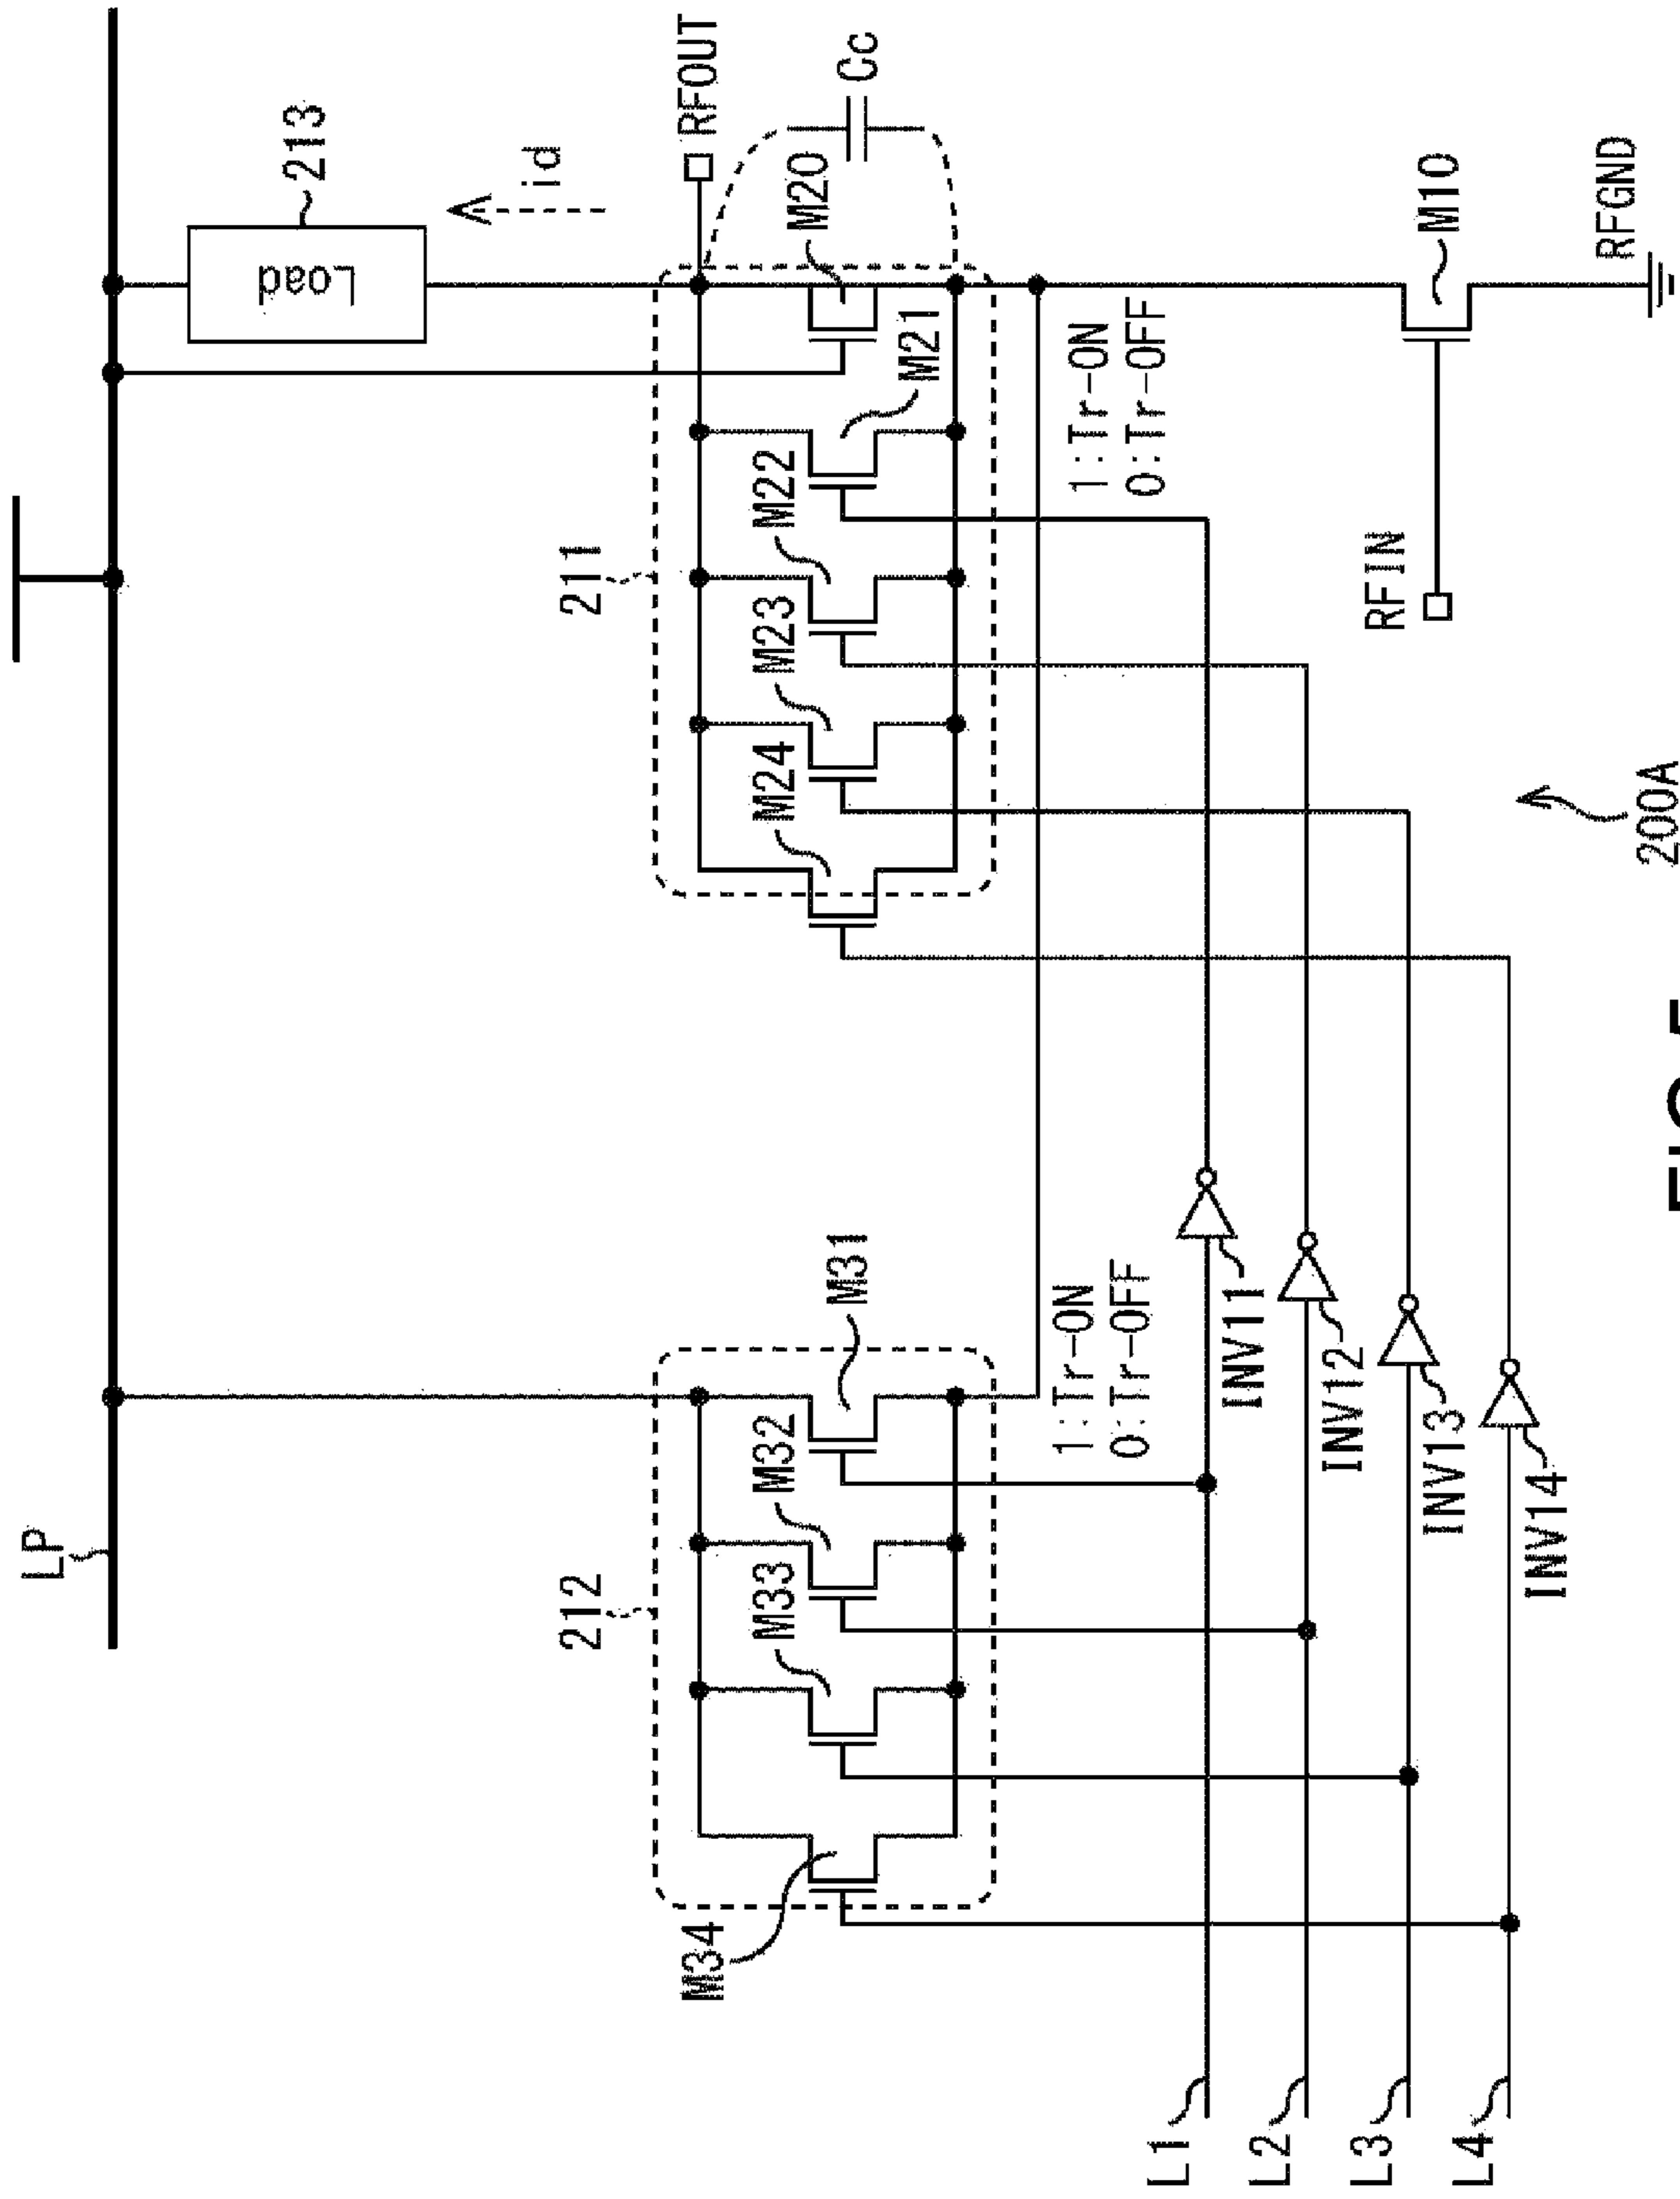 LP
213
Load
id
RFOUT
Cc
211
M20
M21
M22
M23
M24
212
M31
M32
M33
M34
1:Tr-ON
0:Tr-OFF
1:Tr-ON
0:Tr-OFF
M10
RFIN
RFGND
INV11
INV12
INV13
INV14
L1
L2
L3
L4
200A